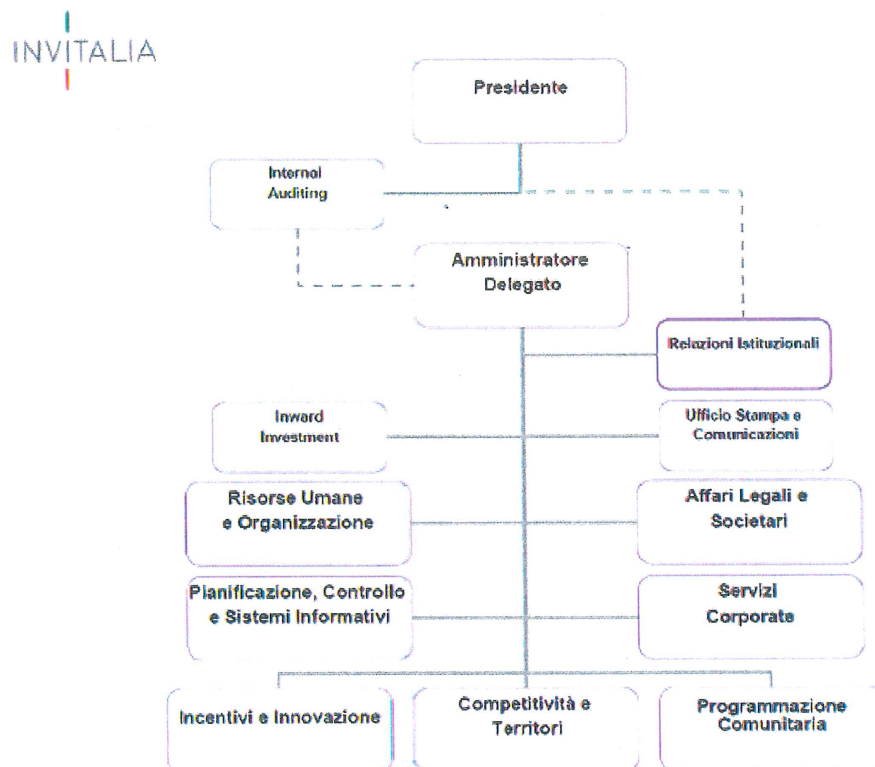 INVITALIA
Presidente
Internal
Auditing
Amministratore
Delegato
Relazioni Istituzionali
Inward
Investment
Ufficio Stampa e
Comunicazioni
Risorse Umane
e Organizzazione
Affari Legali e
Societari
Pianificazione, Controllo
e Sistemi Informativi
Servizi
Corporate
Incentivi e Innovazione
Competitività e
Territori
Programmazione
Comunitaria